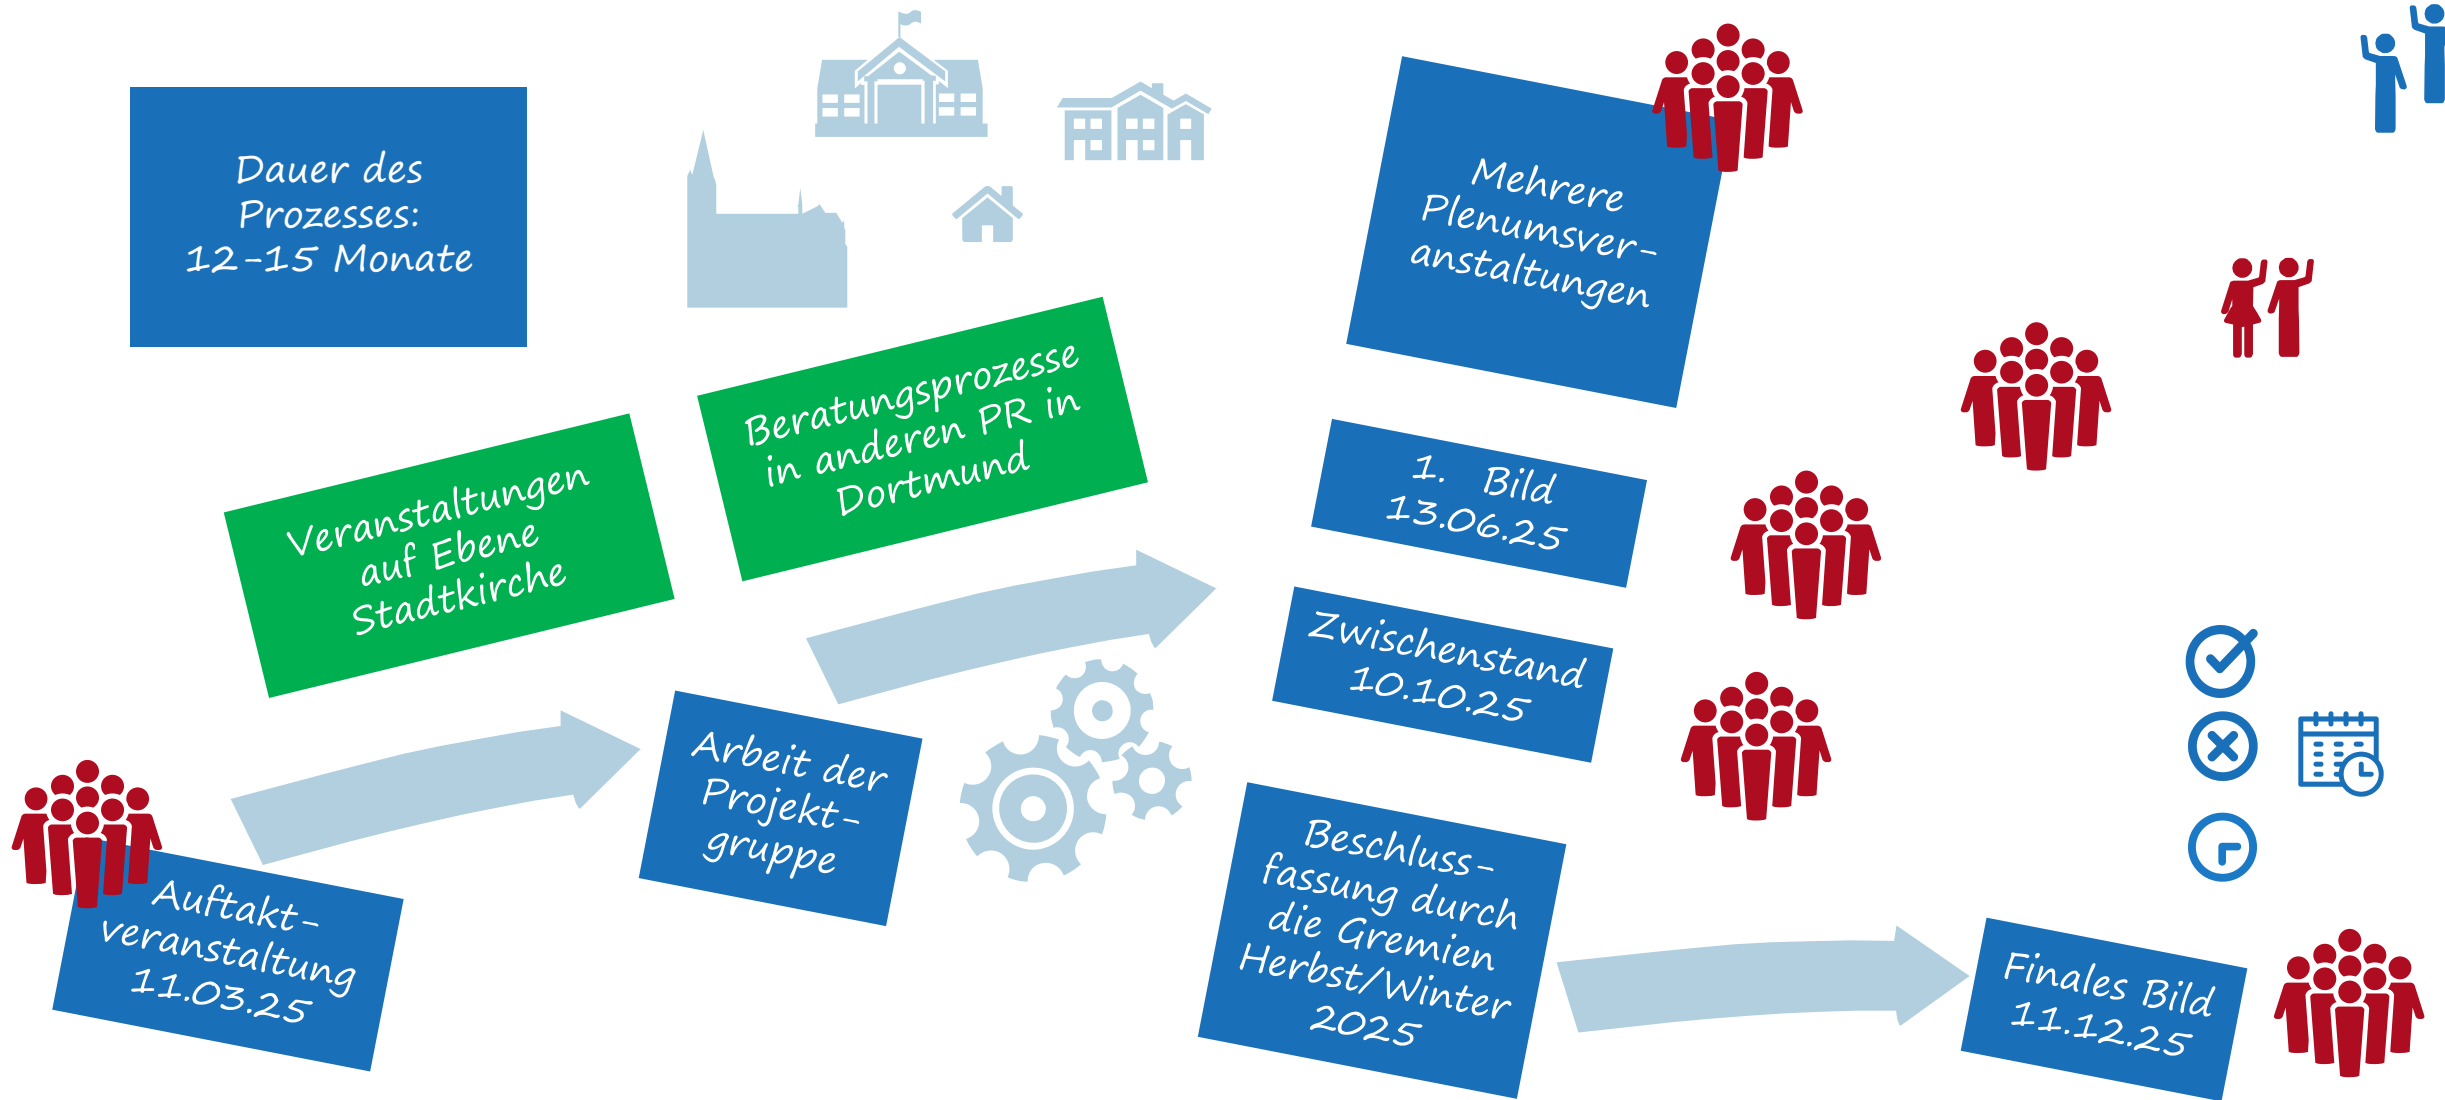 Dauer des
Prozesses:
12-15 Monate
Mehrere
Plenumsver-
anstaltungen
Beratungsprozesse
in anderen PR in
Dortmund
Veranstaltungen
auf Ebene
Stadtkirche
1. Bild
13.06.25
Zwischenstand
10.10.25
Arbeit der
Projekt-
gruppe
Auftakt-
veranstaltung
11.03.25
Beschluss-
fassung durch
die Gremien
Herbst/Winter
2025
Finales Bild
11.12.25